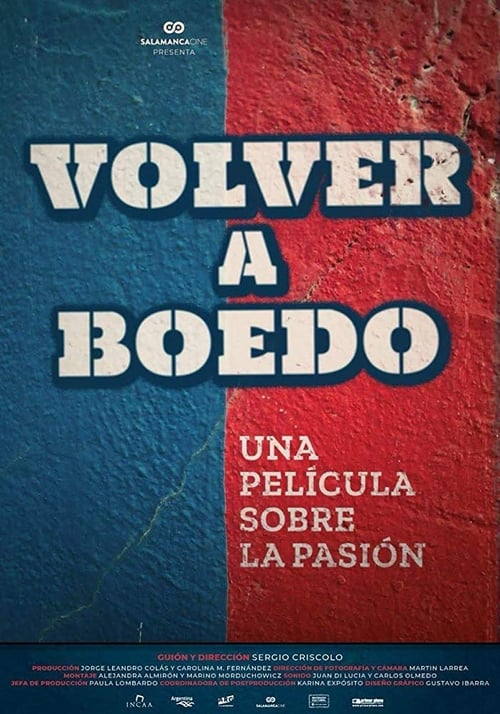 SALAMANCACINE
PRESENTA
VOLVER
A
BOEDO
UNA
PELÍCULA
SOBRE
LA PASIÓN
GUIÓN Y DIRECCIÓN SERGIO CRISCOLO
PRODUCCIÓN JORGE LEANDRO COLÁS Y CAROLINA M. FERNÁNDEZ DIRECCIÓN DE FOTOGRAFÍA Y CÁMARA MARTIN LARREA
MONTAJE ALEJANDRA ALMIRÓN Y MARINO MORDUCHOWICZ SONIDO JUAN DI LUCIA Y CARLOS OLMEDO
JEFA DE PRODUCCIÓN PAULA LOMBARDO COORDINADORA DE POSTPRODUCCIÓN KARINA EXPÓSITO DISEÑO GRÁFICO GUSTAVO IBARRA
INCAA Argentina SALAMANCACINE